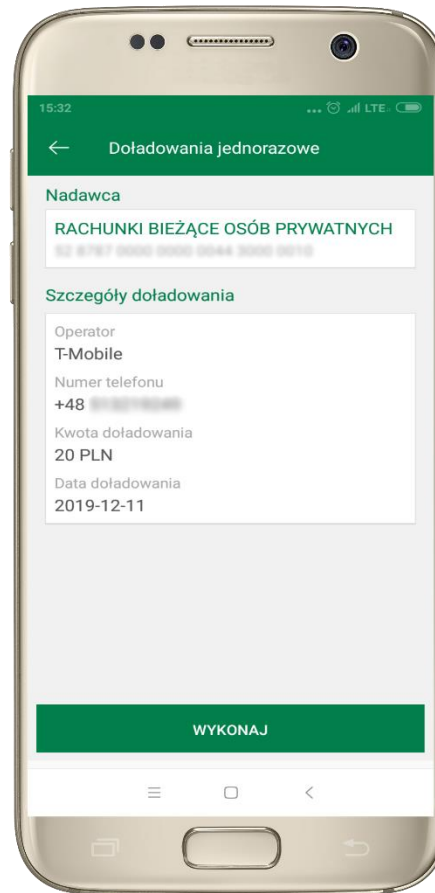 15:32
... LTE
Doładowania jednorazowe
Nadawca
RACHUNKI BIEŻĄCE OSÓB PRYWATNYCH
Szczegóły doładowania
Operator
T-Mobile
Numer telefonu
+48
Kwota doładowania
20 PLN
Data doładowania
2019-12-11
WYKONAJ